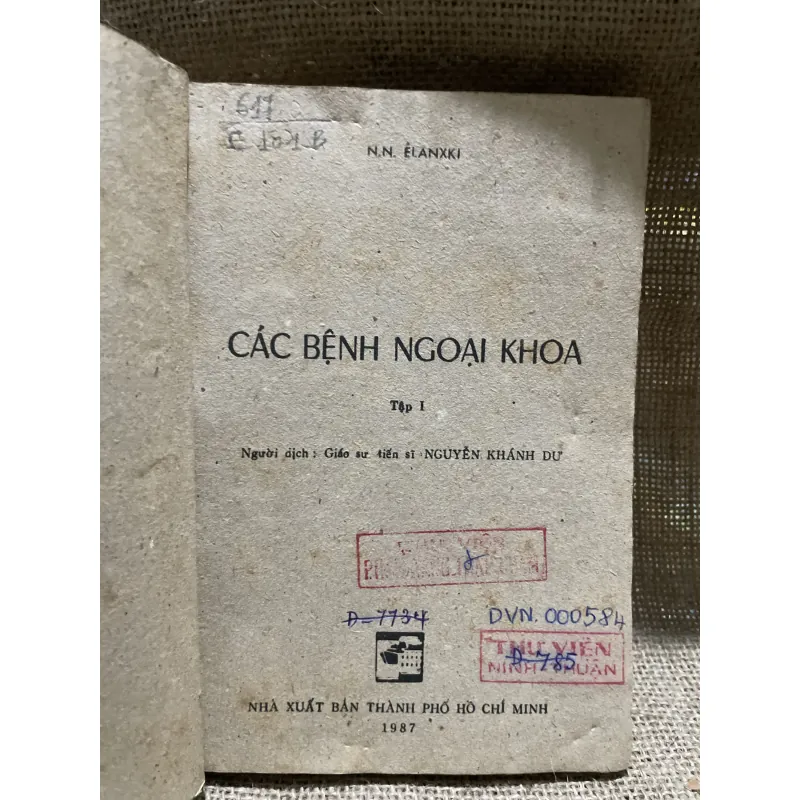 617
N.N. ÊLANXKI
CÁC BỆNH NGOẠI KHOA
Tập I
Người dịch : Giáo sư tiến sĩ NGUYỄN KHÁNH DƯ
D-7734
DVN. 000584
THƯ VIỆN
NINH THUẬN
D-785
NHÀ XUẤT BẢN THÀNH PHỐ HỒ CHÍ MINH
1987